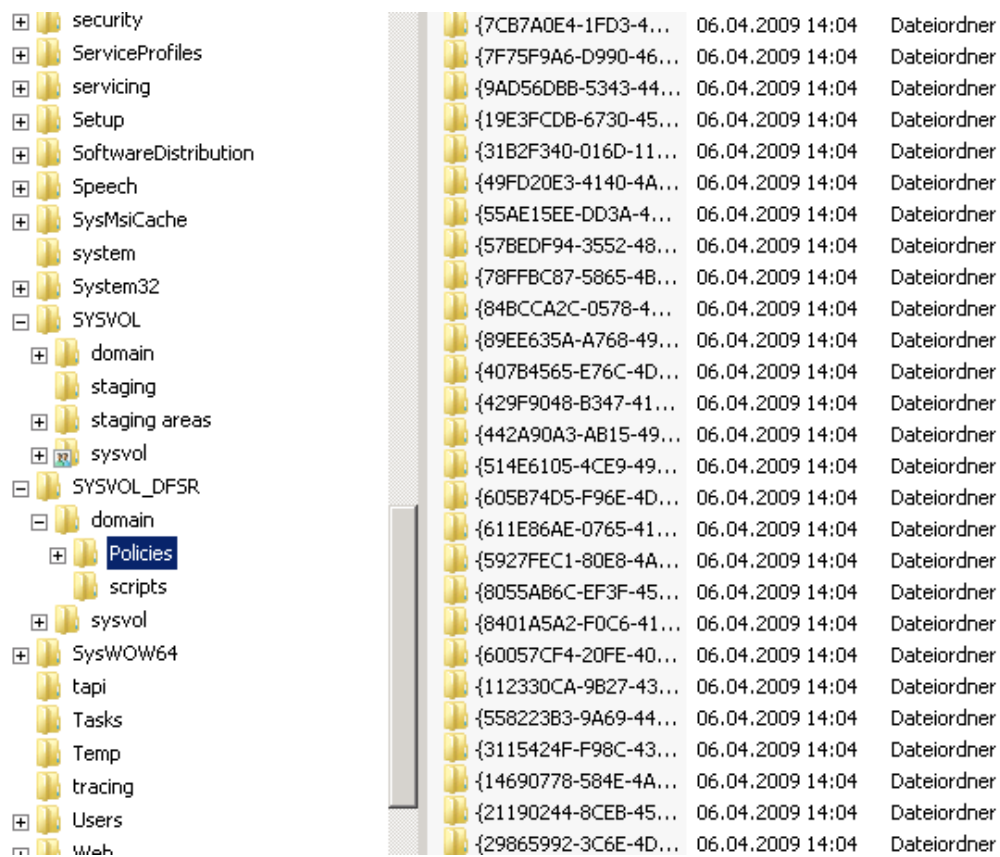 security
ServiceProfiles
servicing
Setup
SoftwareDistribution
Speech
SysMsiCache
system
System32
SYSVOL
domain
staging
staging areas
sysvol
SYSVOL_DFSR
domain
Policies
scripts
sysvol
SysWOW64
tapi
Tasks
Temp
tracing
Users
Web
{7CB7A0E4-1FD3-4... 06.04.2009 14:04 Dateiordner
{7F75F9A6-D990-46... 06.04.2009 14:04 Dateiordner
{9AD56DBB-5343-44... 06.04.2009 14:04 Dateiordner
{19E3FCDB-6730-45... 06.04.2009 14:04 Dateiordner
{31B2F340-016D-11... 06.04.2009 14:04 Dateiordner
{49FD20E3-4140-4A... 06.04.2009 14:04 Dateiordner
{55AE15EE-DD3A-4... 06.04.2009 14:04 Dateiordner
{57BEDF94-3552-48... 06.04.2009 14:04 Dateiordner
{78FFBC87-5865-4B... 06.04.2009 14:04 Dateiordner
{84BCCA2C-0578-4... 06.04.2009 14:04 Dateiordner
{89EE635A-A768-49... 06.04.2009 14:04 Dateiordner
{407B4565-E76C-4D... 06.04.2009 14:04 Dateiordner
{429F9048-B347-41... 06.04.2009 14:04 Dateiordner
{442A90A3-AB15-49... 06.04.2009 14:04 Dateiordner
{514E6105-4CE9-49... 06.04.2009 14:04 Dateiordner
{605B74D5-F96E-4D... 06.04.2009 14:04 Dateiordner
{611E86AE-0765-41... 06.04.2009 14:04 Dateiordner
{5927FEC1-80E8-4A... 06.04.2009 14:04 Dateiordner
{8055AB6C-EF3F-45... 06.04.2009 14:04 Dateiordner
{8401A5A2-F0C6-41... 06.04.2009 14:04 Dateiordner
{60057CF4-20FE-40... 06.04.2009 14:04 Dateiordner
{112330CA-9B27-43... 06.04.2009 14:04 Dateiordner
{558223B3-9A69-44... 06.04.2009 14:04 Dateiordner
{3115424F-F98C-43... 06.04.2009 14:04 Dateiordner
{14690778-584E-4A... 06.04.2009 14:04 Dateiordner
{21190244-8CEB-45... 06.04.2009 14:04 Dateiordner
{29865992-3C6E-4D... 06.04.2009 14:04 Dateiordner